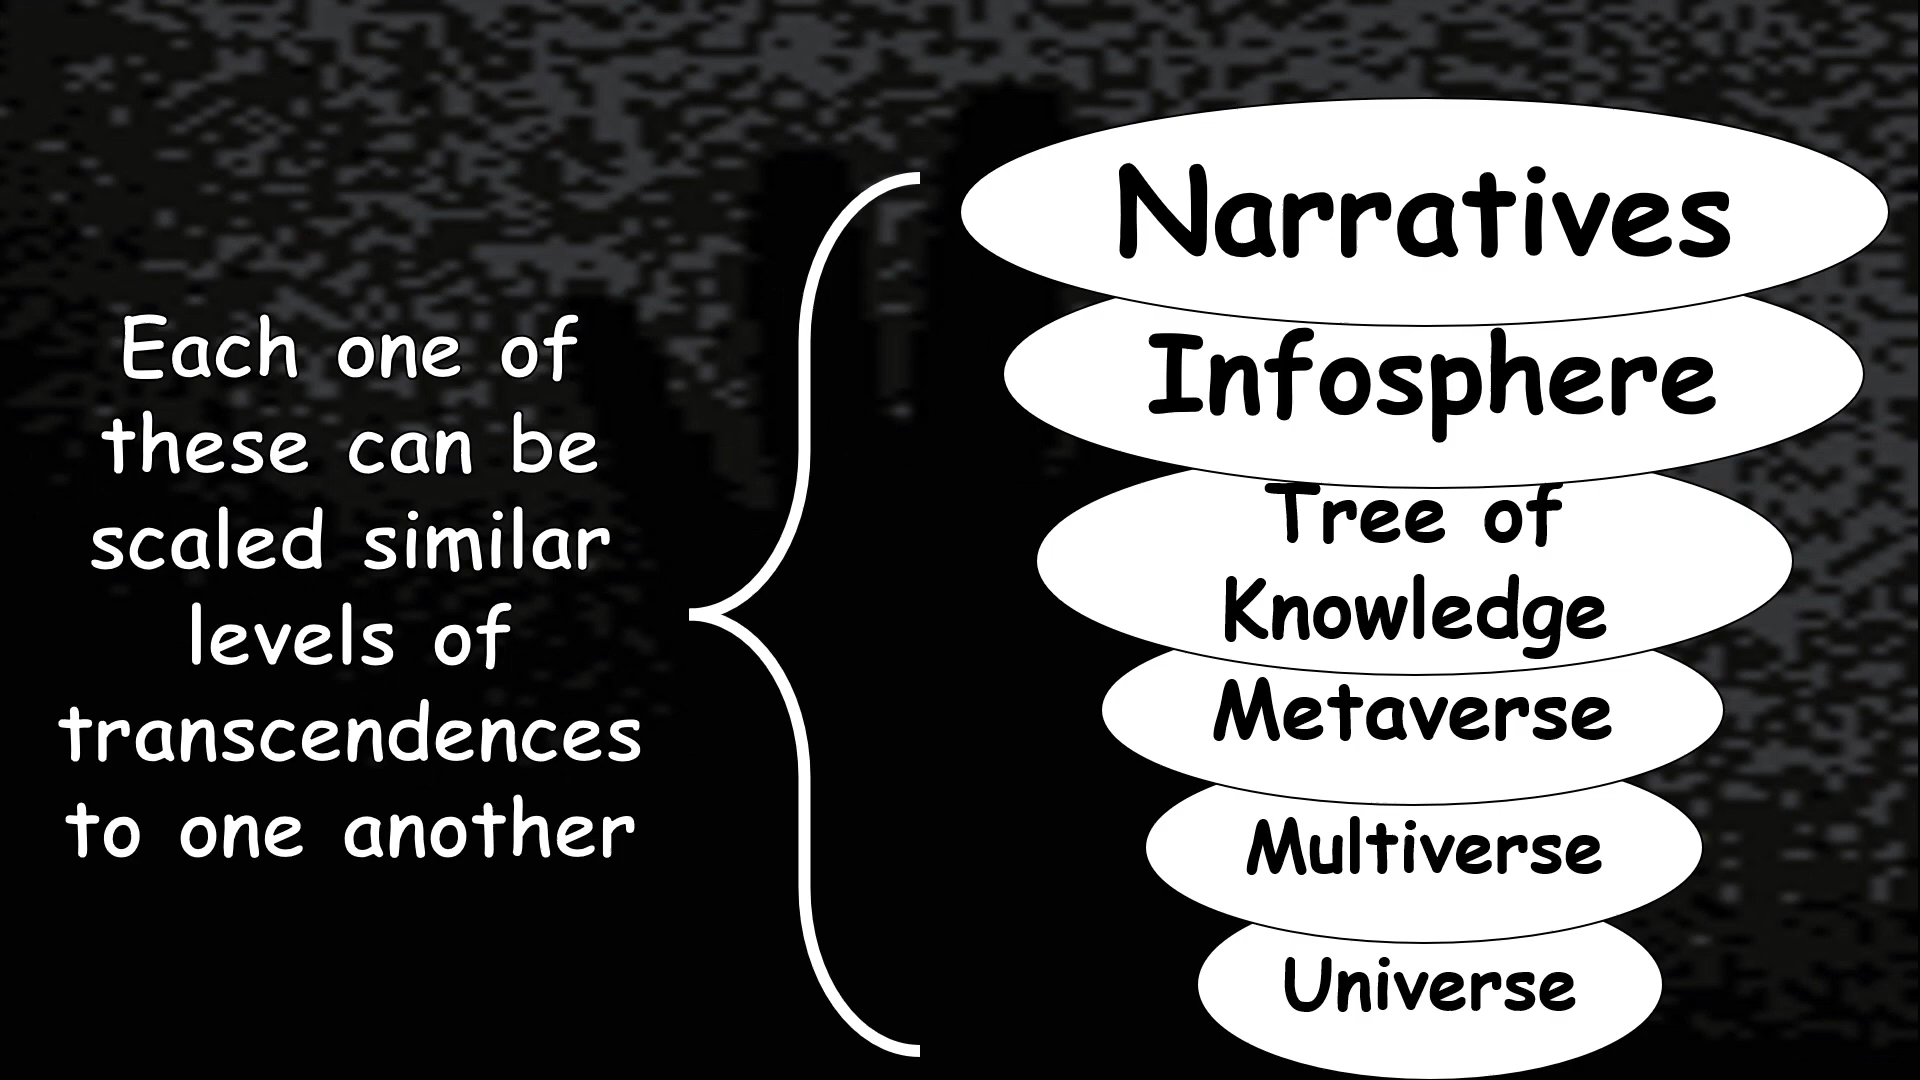 Each one of
these can be
scaled similar
levels of
transcendences
to one another
Narratives
Infosphere
Tree of
Knowledge
Metaverse
Multiverse
Universe